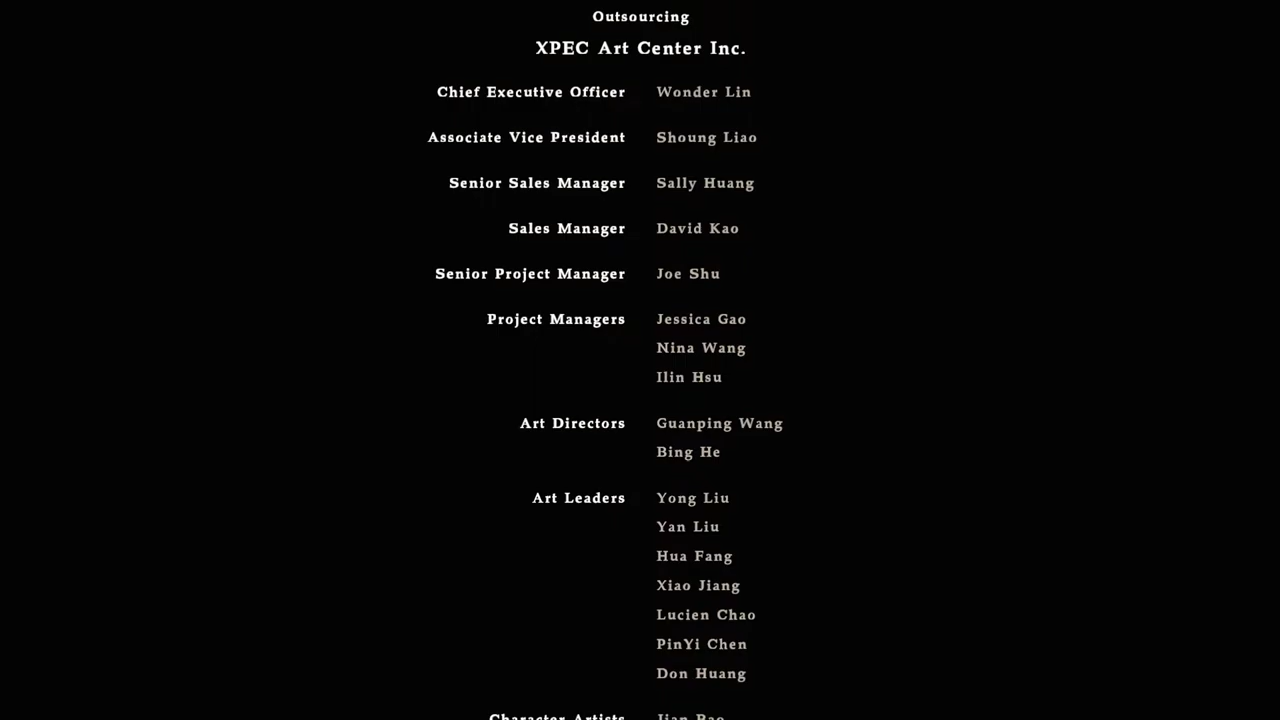 Outsourcing
XPEC Art Center Inc.
Chief Executive Officer Wonder Lin
Associate Vice President Shoung Liao
Senior Sales Manager Sally Huang
Sales Manager David Kao
Senior Project Manager Joe Shu
Project Managers Jessica Gao
Nina Wang
Ilin Hsu
Art Directors Guanping Wang
Bing He
Art Leaders Yong Liu
Yan Liu
Hua Fang
Xiao Jiang
Lucien Chao
PinYi Chen
Don Huang
Character Artists Jian